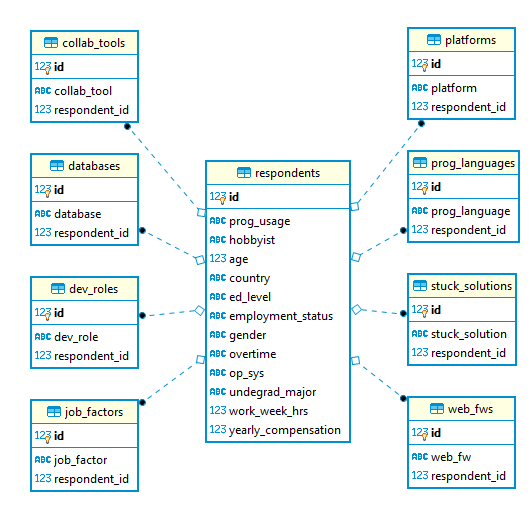 collab_tools
123 id
ABC collab_tool
123 respondent_id
databases
123 id
ABC database
123 respondent_id
dev_roles
123 id
ABC dev_role
123 respondent_id
job_factors
123 id
ABC job_factor
123 respondent_id
respondents
123 id
ABC prog_usage
ABC hobbyist
123 age
ABC country
ABC ed_level
ABC employment_status
ABC gender
ABC overtime
ABC op_sys
ABC undegrad_major
123 work_week_hrs
123 yearly_compensation
platforms
123 id
ABC platform
123 respondent_id
prog_languages
123 id
ABC prog_language
123 respondent_id
stuck_solutions
123 id
ABC stuck_solution
123 respondent_id
web_fws
123 id
ABC web_fw
123 respondent_id